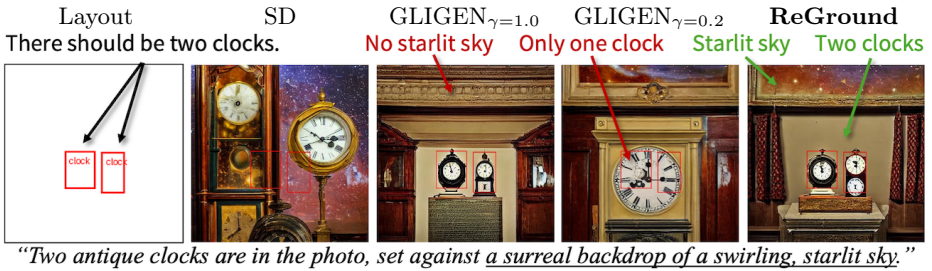 Layout SD GLIGENγ=1.0 GLIGENγ=0.2 ReGround
There should be two clocks. No starlit sky Only one clock Starlit sky Two clocks
clock clock
"Two antique clocks are in the photo, set against a surreal backdrop of a swirling, starlit sky."